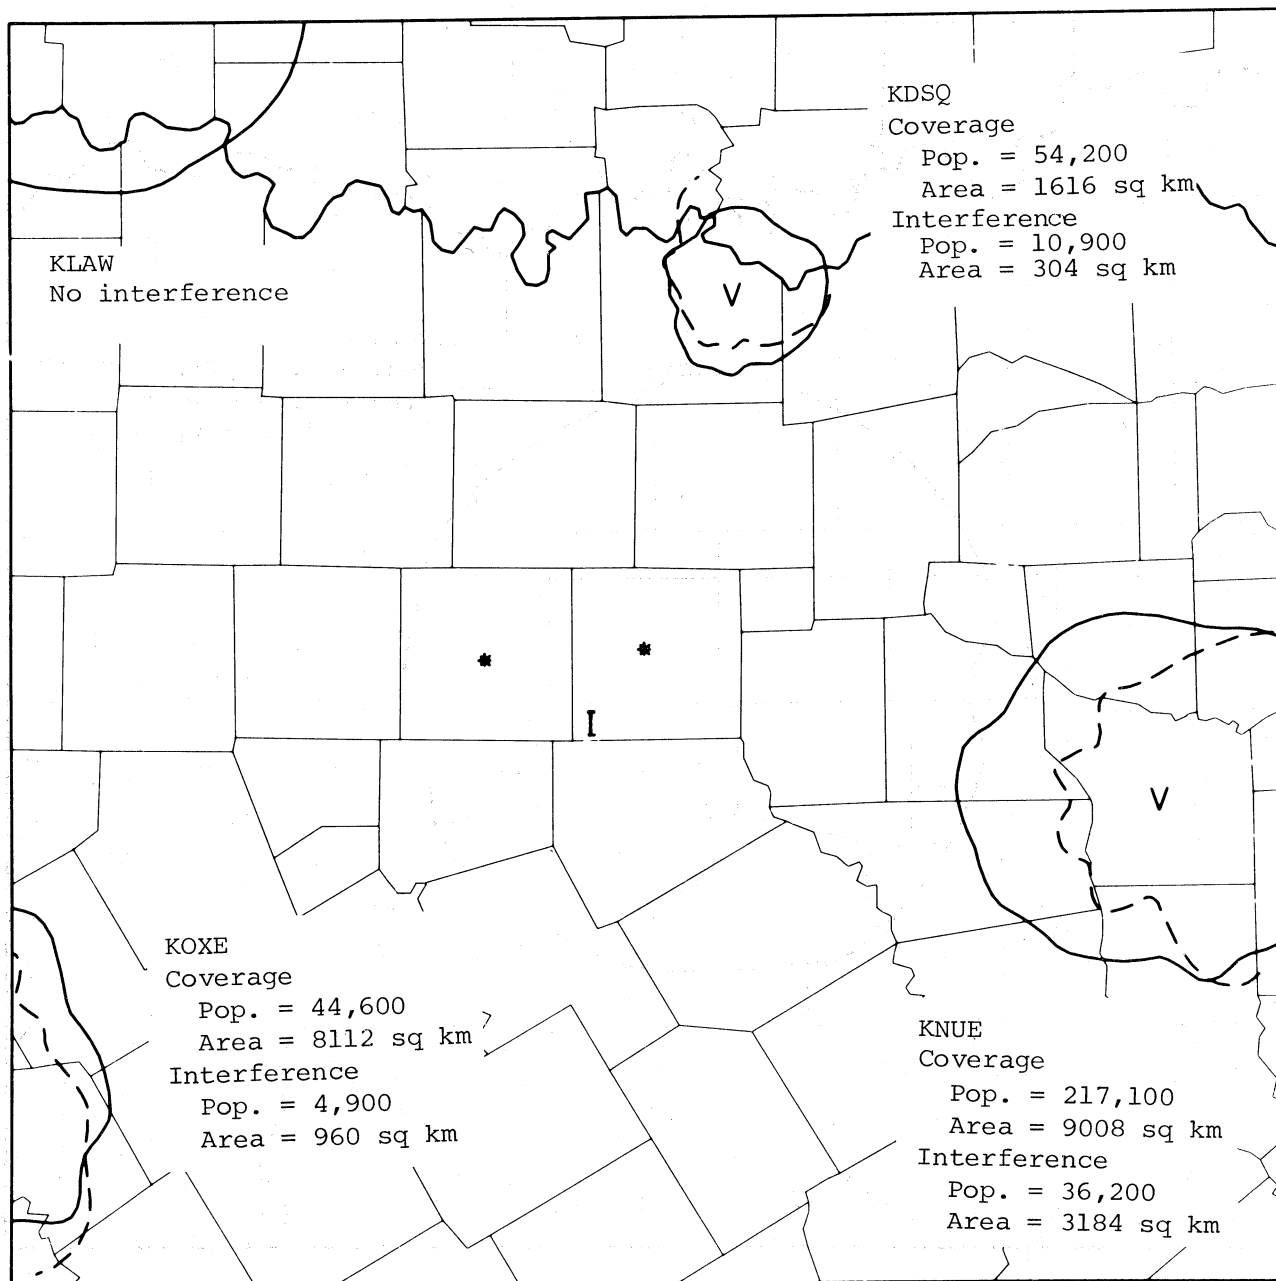 KDSQ
Coverage
Pop. = 54,200
Area = 1616 sq km
Interference
Pop. = 10,900
Area = 304 sq km
KLAW
No interference
V
*
*
I
V
KOXE
Coverage
Pop. = 44,600
Area = 8112 sq km
Interference
Pop. = 4,900
Area = 960 sq km
KNUE
Coverage
Pop. = 217,100
Area = 9008 sq km
Interference
Pop. = 36,200
Area = 3184 sq km